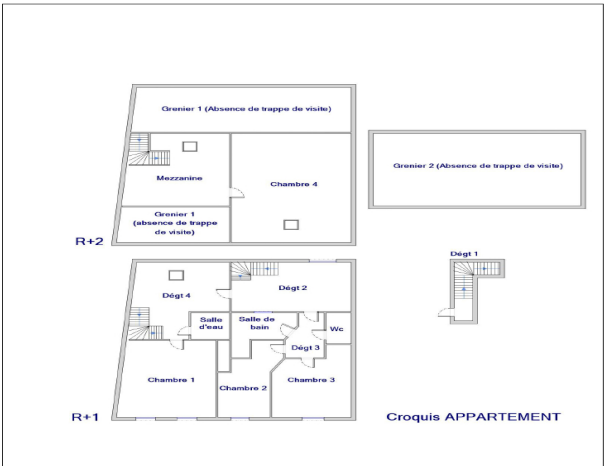 Grenier 1 (Absence de trappe de visite)
Grenier 2 (Absence de trappe de visite)
Mezzanine
Chambre 4
Grenier 1
(absence de trappe
de visite)
R+2
Dégt 1
Dégt 4
Dégt 2
Salle
d'eau
Salle de
bain
Wc
Dégt 3
Chambre 1
Chambre 2
Chambre 3
R+1
Croquis APPARTEMENT